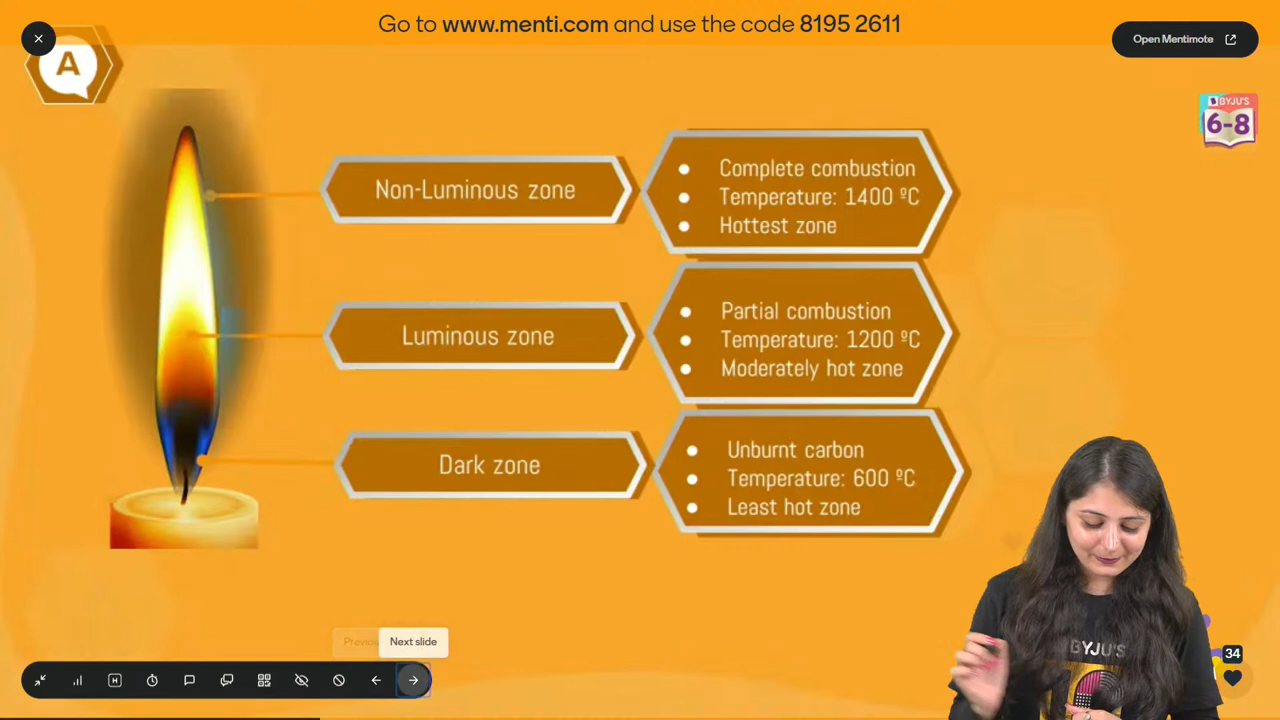 Go to www.menti.com and use the code 8195 2611
Open Mentimote
A
BYJU'S
6-8
Non-Luminous zone
Complete combustion
Temperature: 1400 ºC
Hottest zone
Luminous zone
Partial combustion
Temperature: 1200 ºC
Moderately hot zone
Dark zone
Unburnt carbon
Temperature: 600 ºC
Least hot zone
Next slide
BYJU'S
34
H